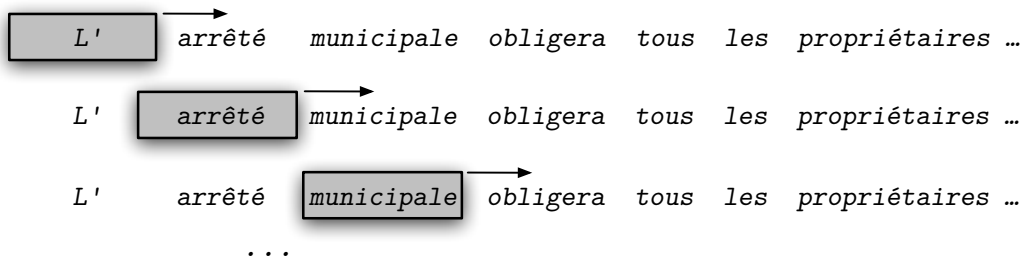 L' arrêté municipale obligera tous les propriétaires …
L' arrêté municipale obligera tous les propriétaires …
L' arrêté municipale obligera tous les propriétaires …
...